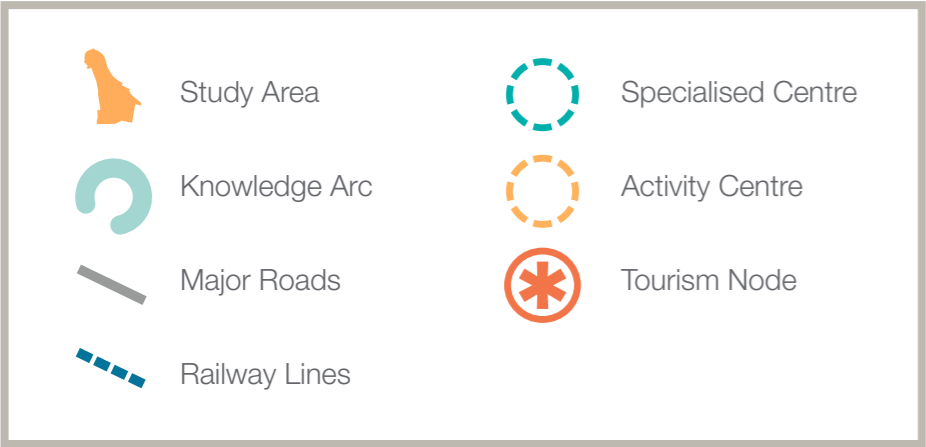 Study Area
Knowledge Arc
Major Roads
Railway Lines
Specialised Centre
Activity Centre
Tourism Node